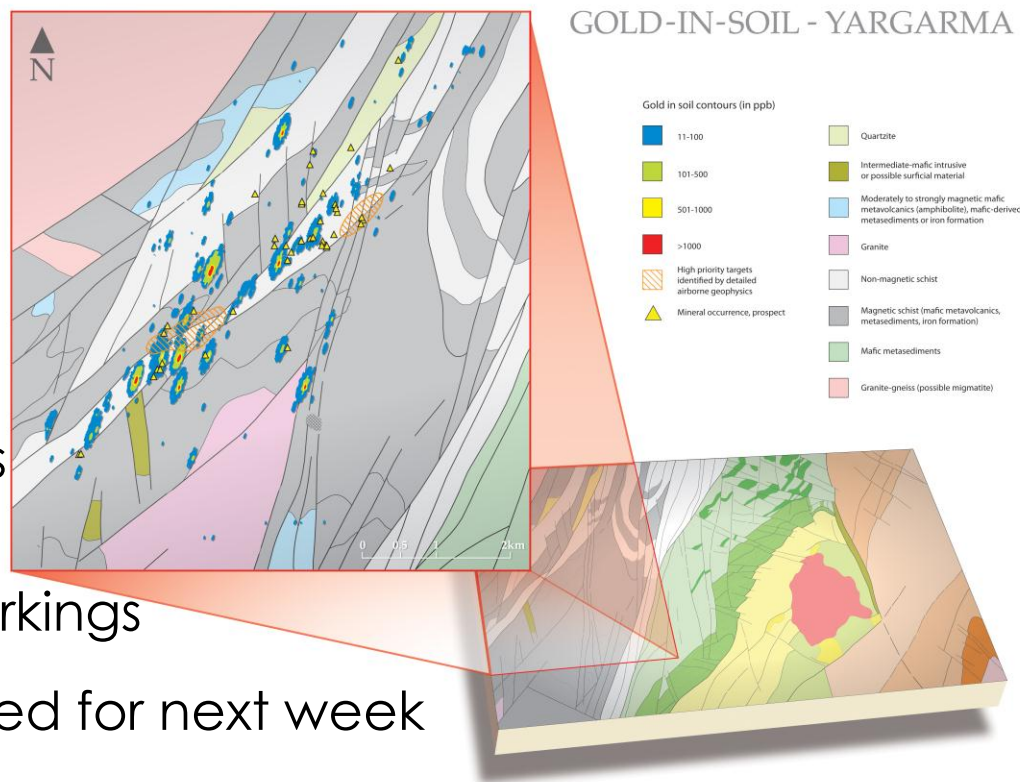 GOLD-IN-SOIL - YARGARMA
N
0 0.5 1 2km
Gold in soil contours (in ppb)
11-100
101-500
501-1000
>1000
High priority targets
identified by detailed
airborne geophysics
Mineral occurrence, prospect
Quartzite
Intermediate-mafic intrusive
or possible surficial material
Moderately to strongly magnetic mafic
metavolcanics (amphibolite), mafic-derived
metasediments or iron formation
Granite
Non-magnetic schist
Magnetic schist (mafic metavolcanics,
metasediments, iron formation)
Mafic metasediments
Granite-gneiss (possible migmatite)
s
rkings
ed for next week